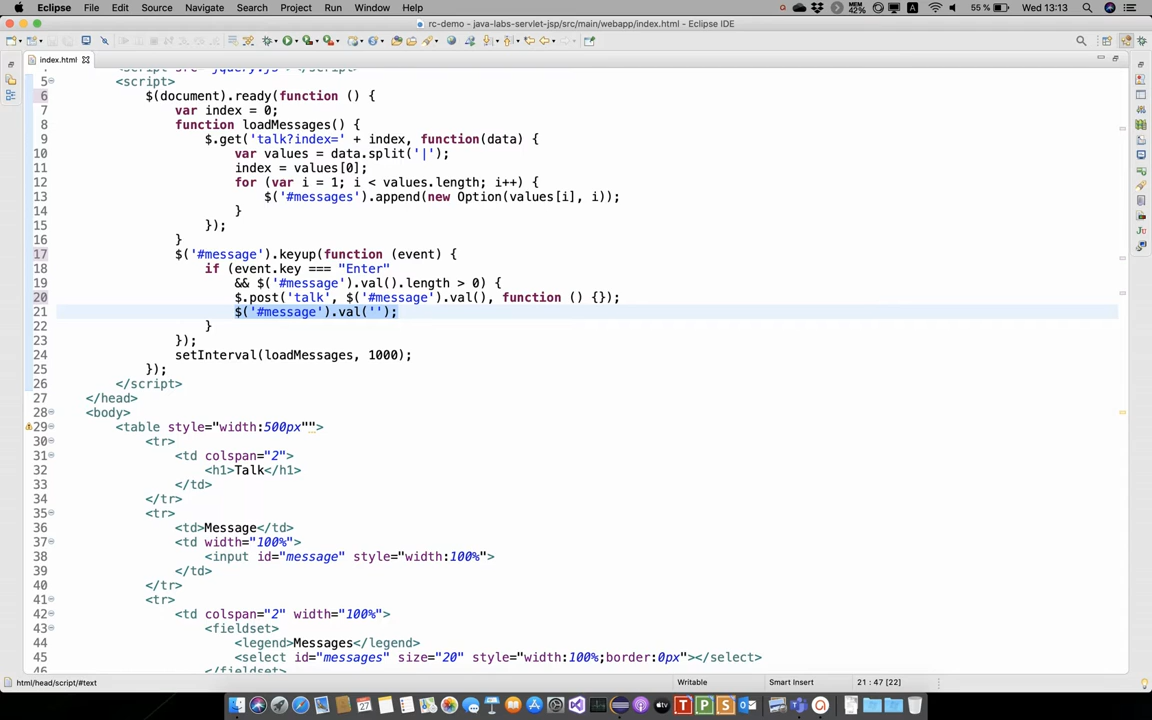 Eclipse File Edit Source Navigate Search Project Run Window Help 55 % Wed 13:13
MEM 42%
rc-demo - java-labs-servlet-jsp/src/main/webapp/index.html - Eclipse IDE
index.html
5 <script>
6 $(document).ready(function () {
7 var index = 0;
8 function loadMessages() {
9 $.get('talk?index=' + index, function(data) {
10 var values = data.split('|');
11 index = values[0];
12 for (var i = 1; i < values.length; i++) {
13 $('#messages').append(new Option(values[i], i));
14 }
15 });
16 }
17 $('#message').keyup(function (event) {
18 if (event.key === "Enter"
19 && $('#message').val().length > 0) {
20 $.post('talk', $('#message').val(), function () {});
21 $('#message').val('');
22 }
23 });
24 setInterval(loadMessages, 1000);
25 });
26 </script>
27 </head>
28 <body>
29 <table style="width:500px"">
30 <tr>
31 <td colspan="2">
32 <h1>Talk</h1>
33 </td>
34 </tr>
35 <tr>
36 <td>Message</td>
37 <td width="100%">
38 <input id="message" style="width:100%">
39 </td>
40 </tr>
41 <tr>
42 <td colspan="2" width="100%">
43 <fieldset>
44 <legend>Messages</legend>
45 <select id="messages" size="20" style="width:100%;border:0px"></select>
html/head/script/#text Writable Smart Insert 21 : 47 [22]